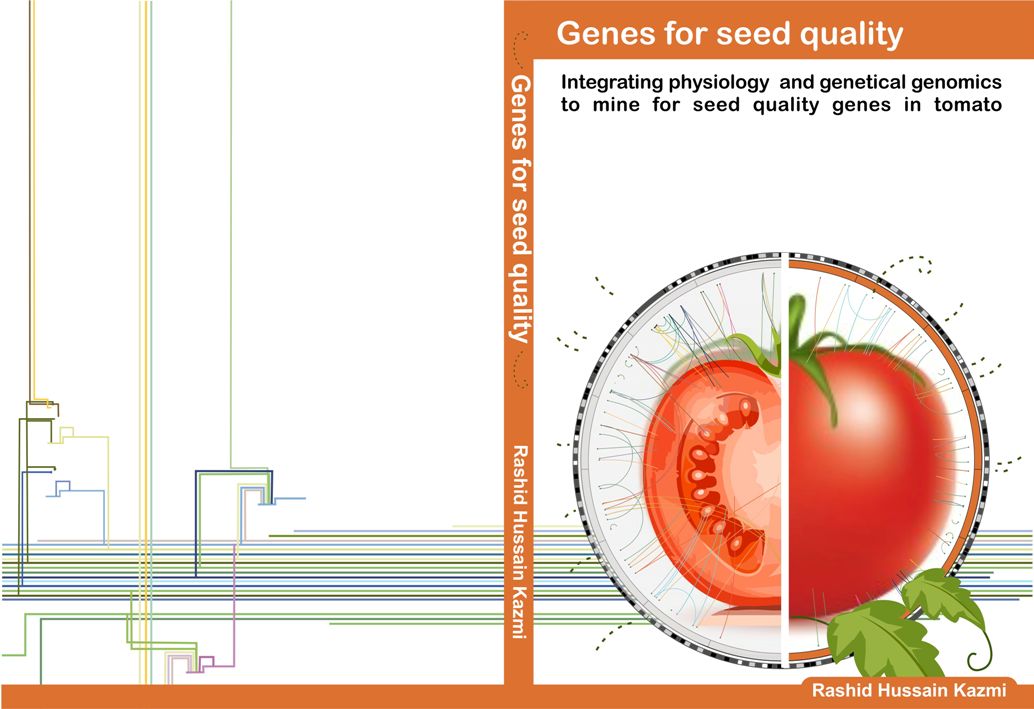 Genes for seed quality
Integrating physiology and genetical genomics
to mine for seed quality genes in tomato
Genes for seed quality
Rashid Hussain Kazmi
Rashid Hussain Kazmi